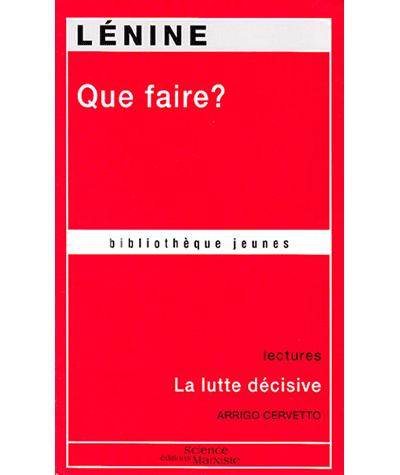 LÉNINE
Que faire?
bibliothèque jeunes
lectures
La lutte décisive
ARRIGO CERVETTO
Science
éditions Marxiste